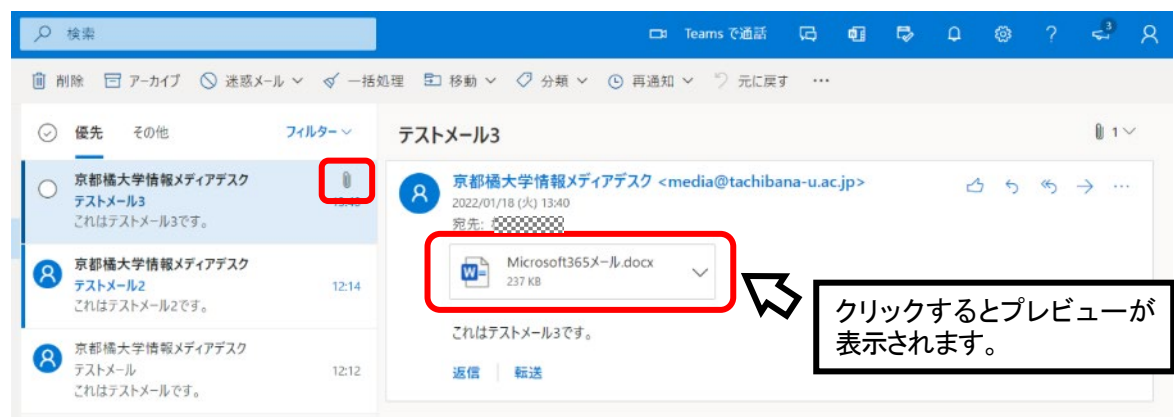 検索
Teams で通話
3
削除 アーカイブ 迷惑メール 一括処理 移動 分類 再通知 元に戻す …
優先 その他 フィルター
京都橘大学情報メディアデスク
テストメール3
これはテストメール3です。
京都橘大学情報メディアデスク
テストメール2 12:14
これはテストメール2です。
京都橘大学情報メディアデスク
テストメール 12:12
これはテストメールです。
テストメール3 1
京都橘大学情報メディアデスク <media@tachibana-u.ac.jp>
2022/01/18 (火) 13:40
宛先:
Microsoft365メール.docx
237 KB
これはテストメール3です。
返信 転送
クリックするとプレビューが
表示されます。